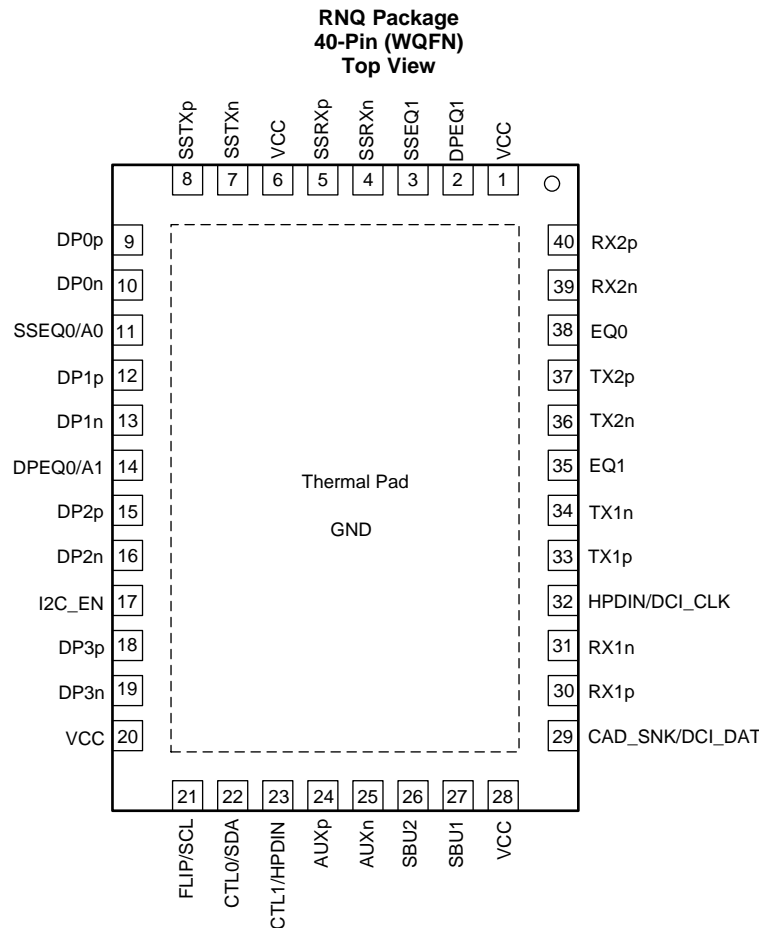 RNQ Package
40-Pin (WQFN)
Top View
SSTXp
SSTXn
VCC
SSRXp
SSRXn
SSEQ1
DPEQ1
VCC
8 7 6 5 4 3 2 1
DP0p 9
DP0n 10
SSEQ0/A0 11
DP1p 12
DP1n 13
DPEQ0/A1 14
DP2p 15
DP2n 16
I2C_EN 17
DP3p 18
DP3n 19
VCC 20
Thermal Pad
GND
40 RX2p
39 RX2n
38 EQ0
37 TX2p
36 TX2n
35 EQ1
34 TX1n
33 TX1p
32 HPDIN/DCI_CLK
31 RX1n
30 RX1p
29 CAD_SNK/DCI_DAT
21 22 23 24 25 26 27 28
FLIP/SCL
CTL0/SDA
CTL1/HPDIN
AUXp
AUXn
SBU2
SBU1
VCC